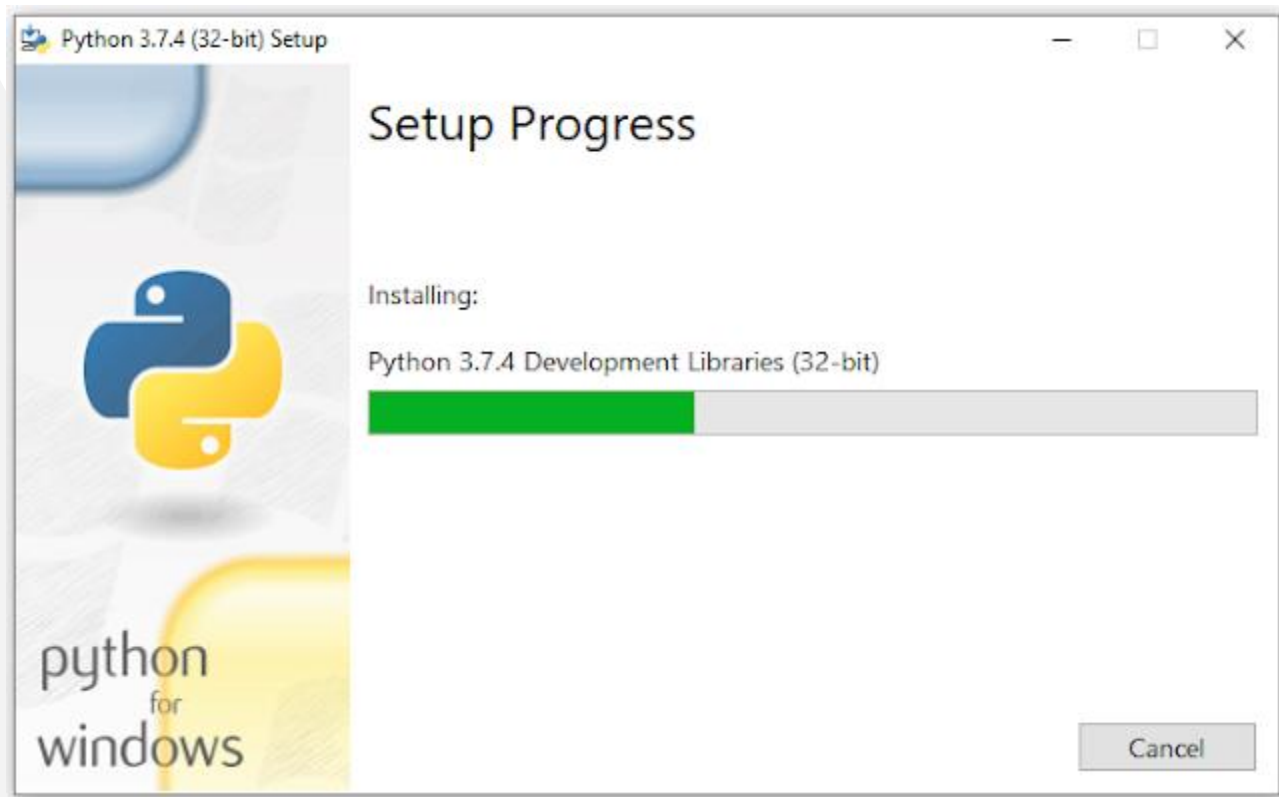 Python 3.7.4 (32-bit) Setup
Setup Progress
Installing:
Python 3.7.4 Development Libraries (32-bit)
python
for
windows
Cancel